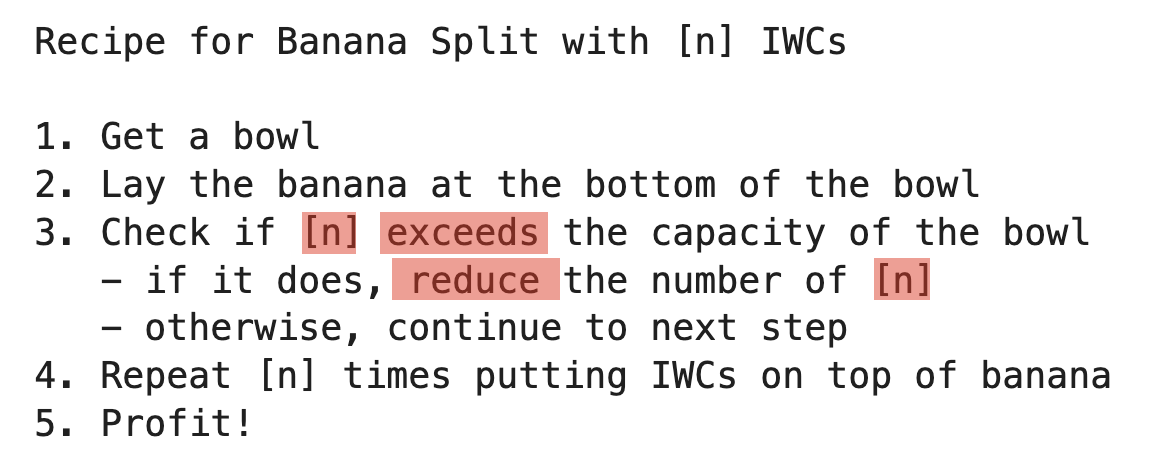 Recipe for Banana Split with [n] IWCs
1. Get a bowl
2. Lay the banana at the bottom of the bowl
3. Check if [n] exceeds the capacity of the bowl
– if it does, reduce the number of [n]
– otherwise, continue to next step
4. Repeat [n] times putting IWCs on top of banana
5. Profit!